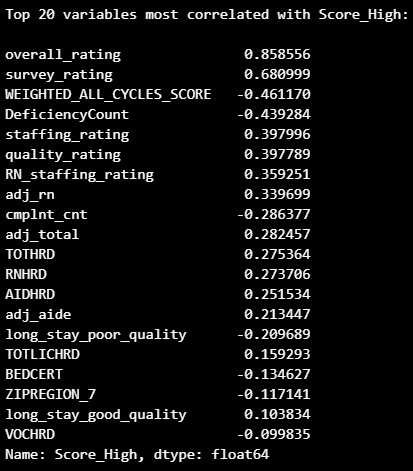 Top 20 variables most correlated with Score_High:
overall_rating 0.858556
survey_rating 0.680999
WEIGHTED_ALL_CYCLES_SCORE -0.461170
DeficiencyCount -0.439284
staffing_rating 0.397996
quality_rating 0.397789
RN_staffing_rating 0.359251
adj_rn 0.339699
cmplnt_cnt -0.286377
adj_total 0.282457
TOTHRD 0.275364
RNHRD 0.273706
AIDHRD 0.251534
adj_aide 0.213447
long_stay_poor_quality -0.209689
TOTLICHRD 0.159293
BEDCERT -0.134627
ZIPREGION_7 -0.117141
long_stay_good_quality 0.103834
VOCHRD -0.099835
Name: Score_High, dtype: float64